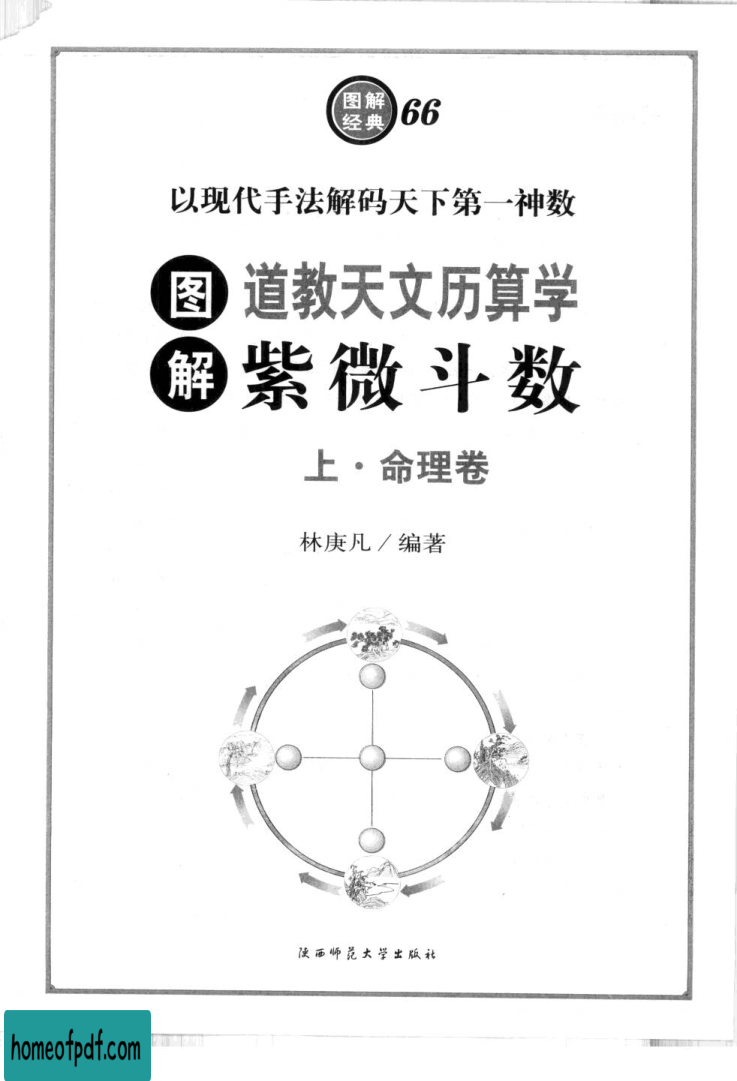 图解
经典
66
以现代手法解码天下第一神数
图解
道教天文历算学
紫微斗数
上·命理卷
林庚凡/编著
陕西师范大学出版社
homeofpdf.com